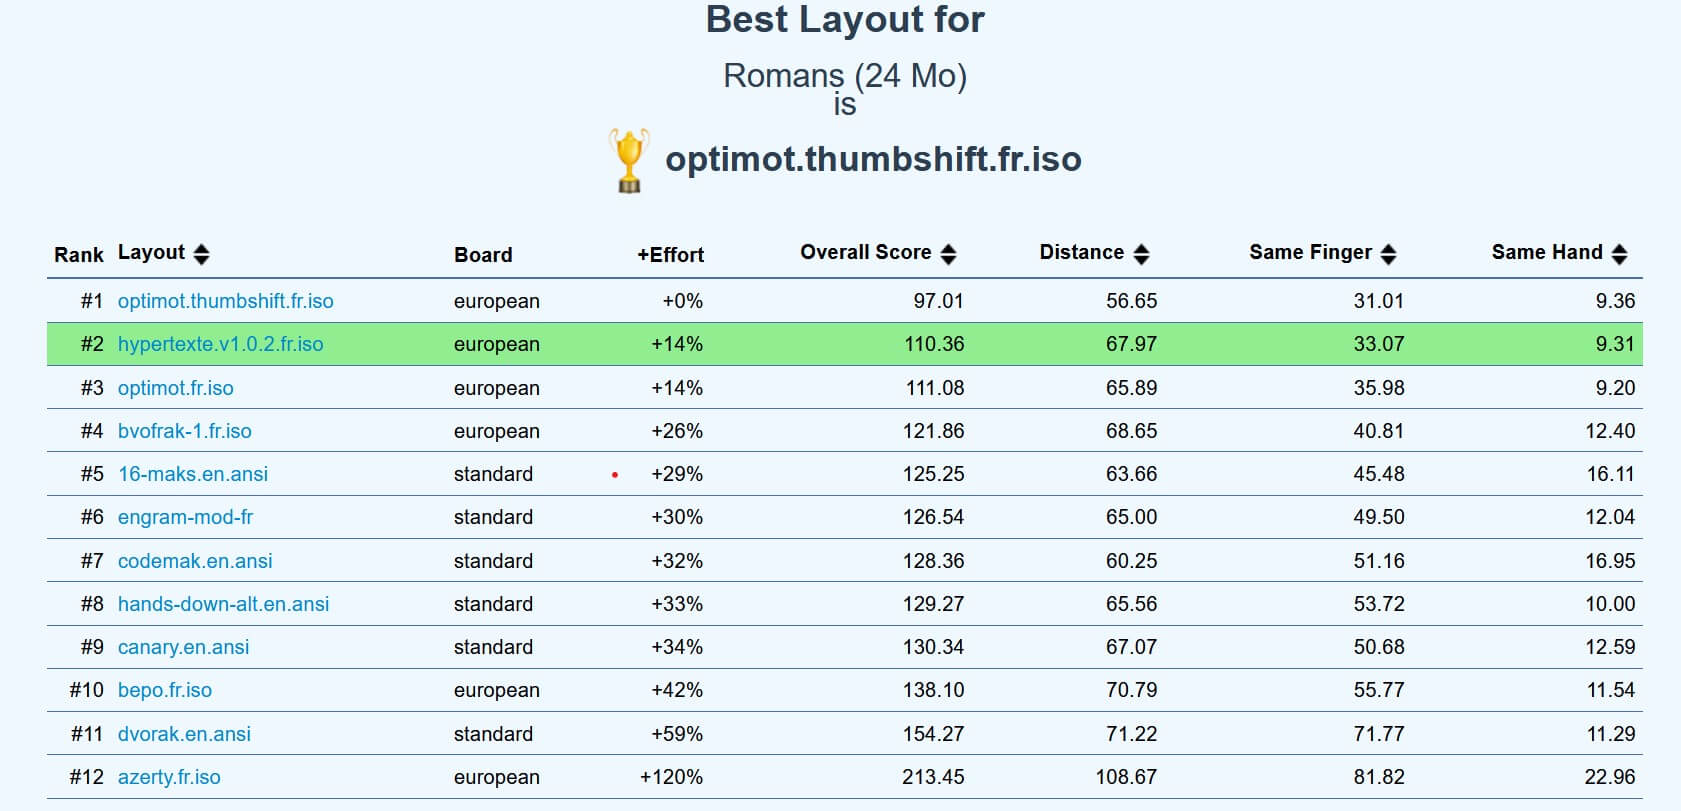 Best Layout for
Romans (24 Mo)
is
optimot.thumbshift.fr.iso
Rank Layout Board +Effort Overall Score Distance Same Finger Same Hand
#1 optimot.thumbshift.fr.iso european +0% 97.01 56.65 31.01 9.36
#2 hypertexte.v1.0.2.fr.iso european +14% 110.36 67.97 33.07 9.31
#3 optimot.fr.iso european +14% 111.08 65.89 35.98 9.20
#4 bvofrak-1.fr.iso european +26% 121.86 68.65 40.81 12.40
#5 16-maks.en.ansi standard +29% 125.25 63.66 45.48 16.11
#6 engram-mod-fr standard +30% 126.54 65.00 49.50 12.04
#7 codemak.en.ansi standard +32% 128.36 60.25 51.16 16.95
#8 hands-down-alt.en.ansi standard +33% 129.27 65.56 53.72 10.00
#9 canary.en.ansi standard +34% 130.34 67.07 50.68 12.59
#10 bepo.fr.iso european +42% 138.10 70.79 55.77 11.54
#11 dvorak.en.ansi standard +59% 154.27 71.22 71.77 11.29
#12 azerty.fr.iso european +120% 213.45 108.67 81.82 22.96